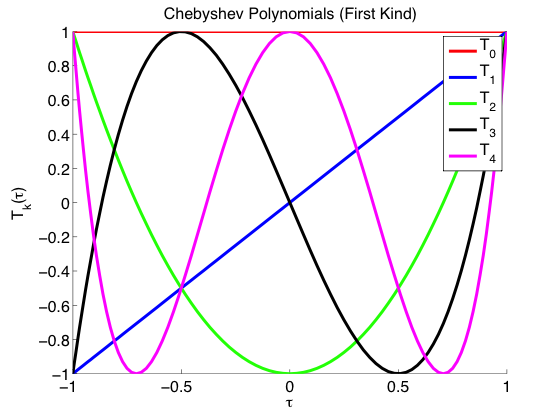 Chebyshev Polynomials (First Kind)
1
0.8
0.6
0.4
0.2
0
−0.2
−0.4
−0.6
−0.8
−1
T_k(τ)
T_0
T_1
T_2
T_3
T_4
−1 −0.5 0 0.5 1
τ